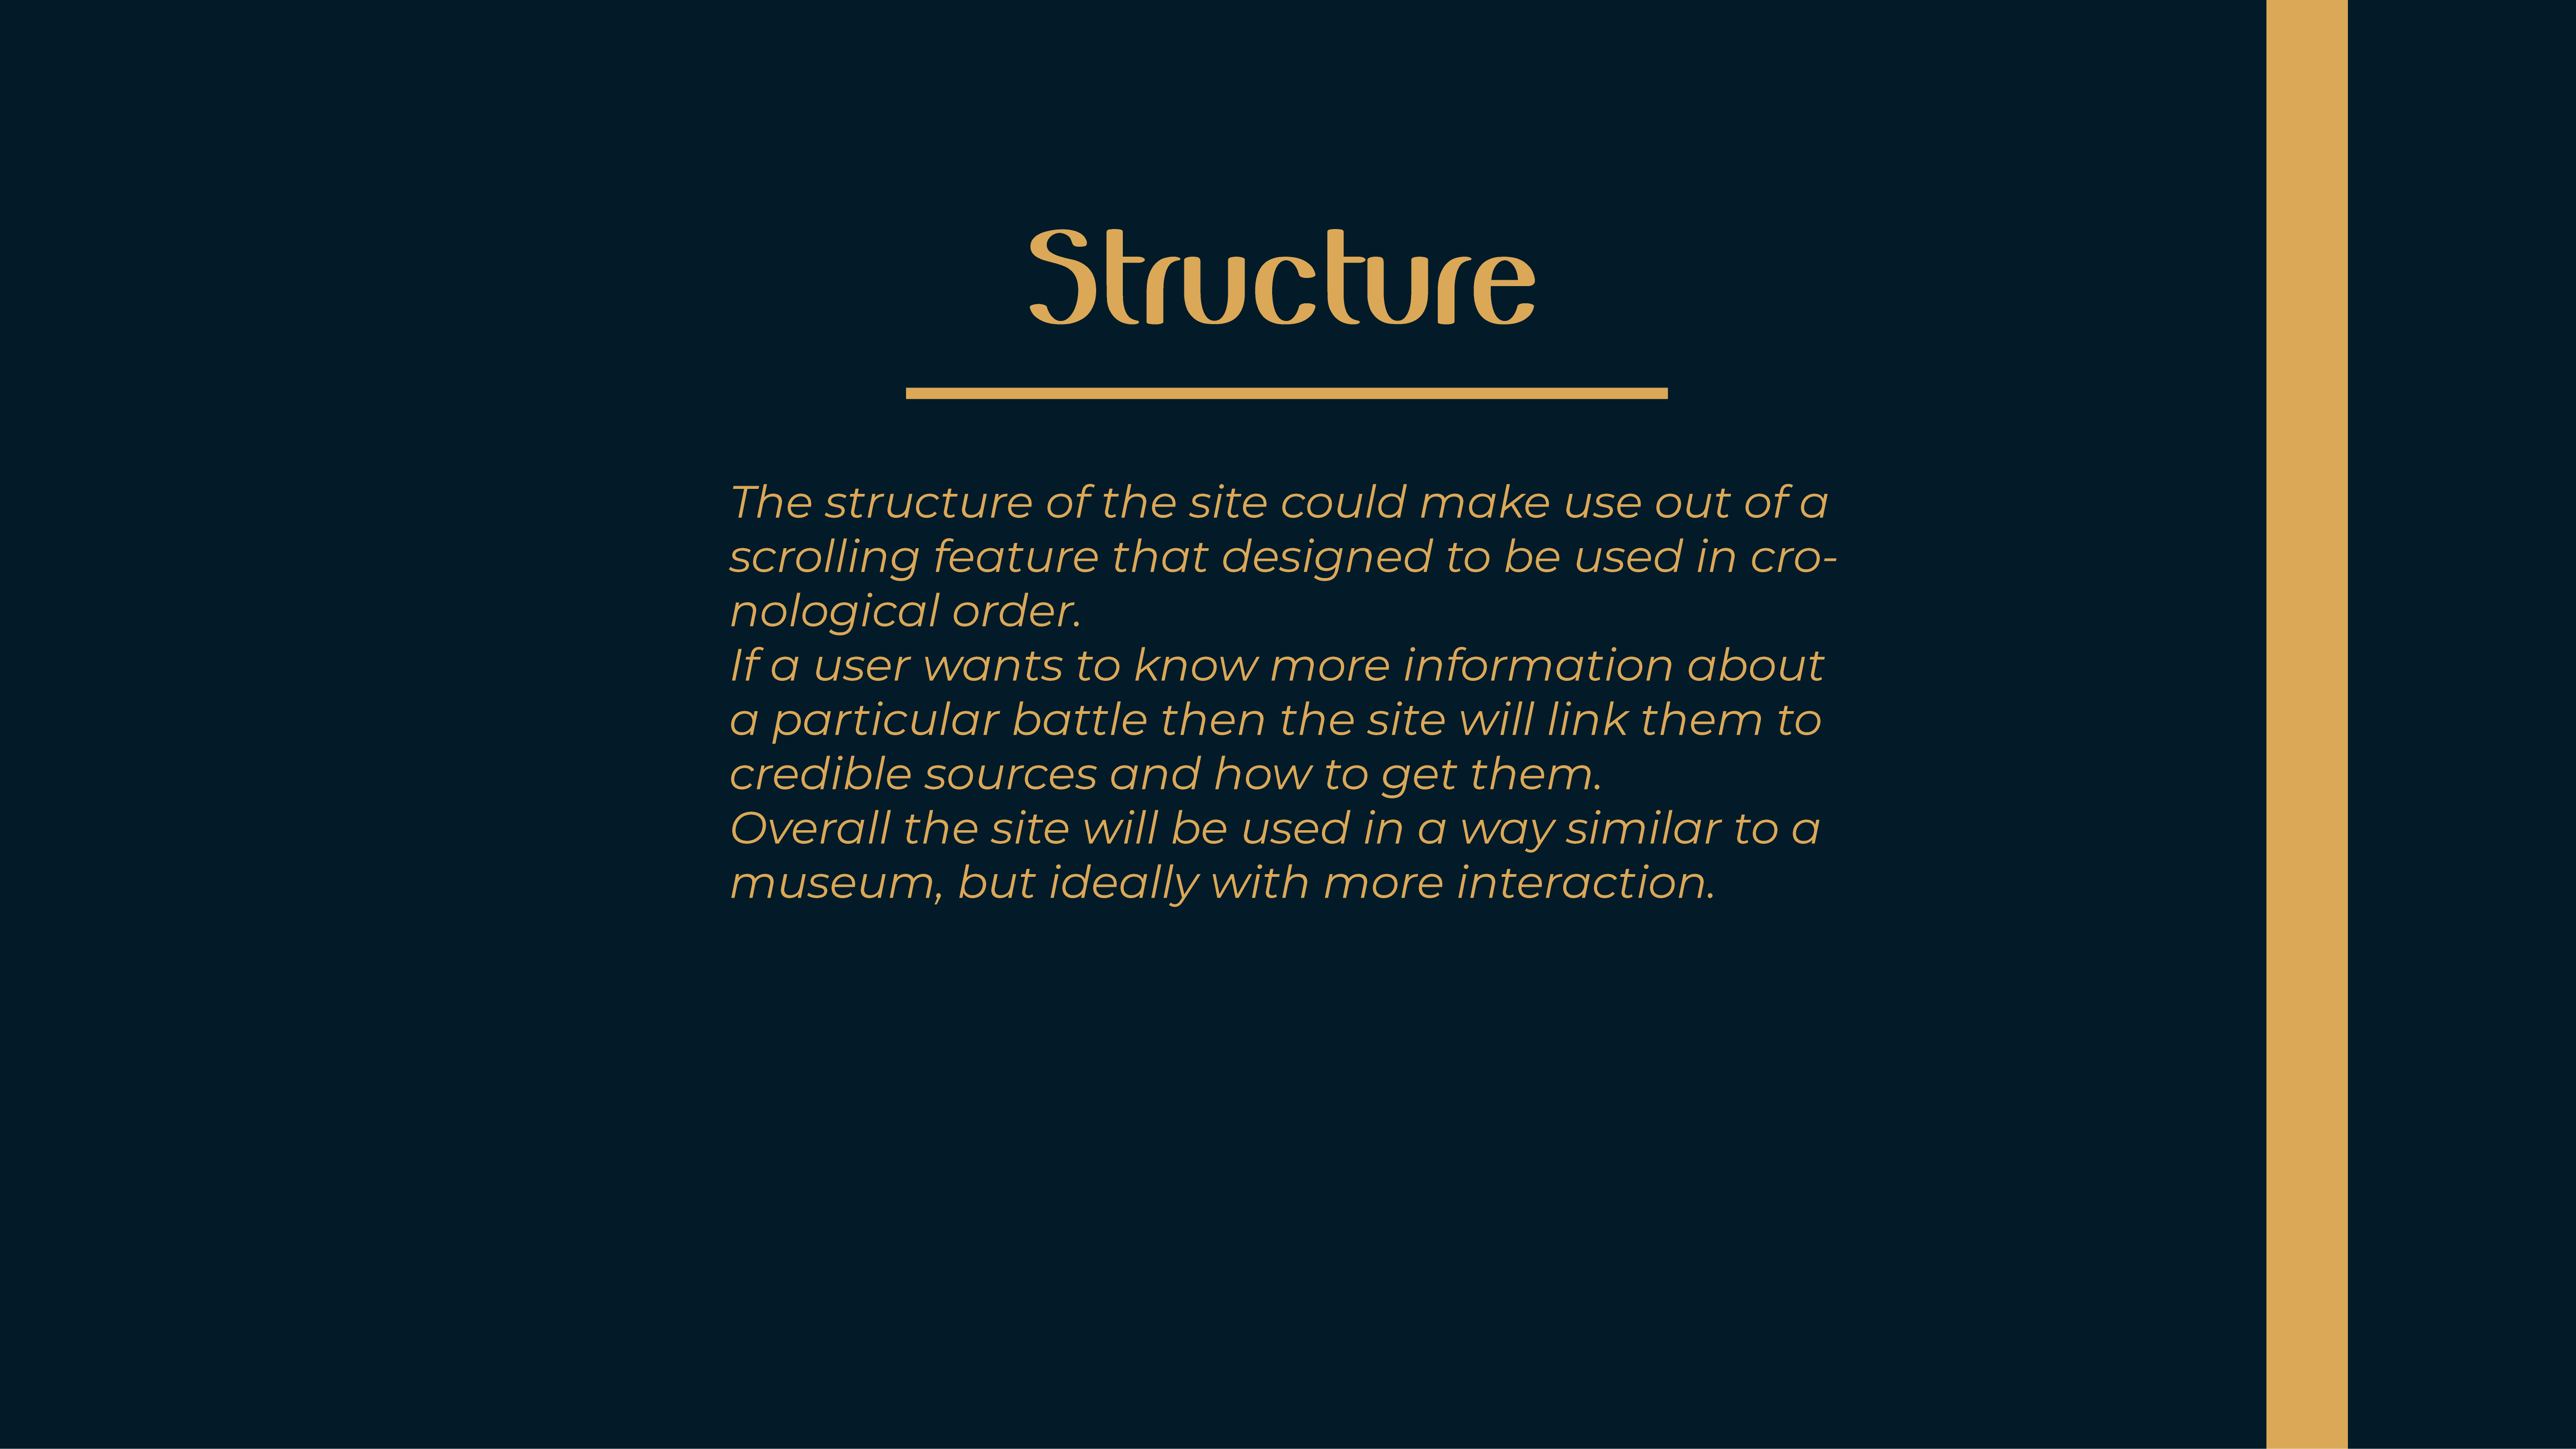 Structure
The structure of the site could make use out of a
scrolling feature that designed to be used in cro-
nological order.
If a user wants to know more information about
a particular battle then the site will link them to
credible sources and how to get them.
Overall the site will be used in a way similar to a
museum, but ideally with more interaction.